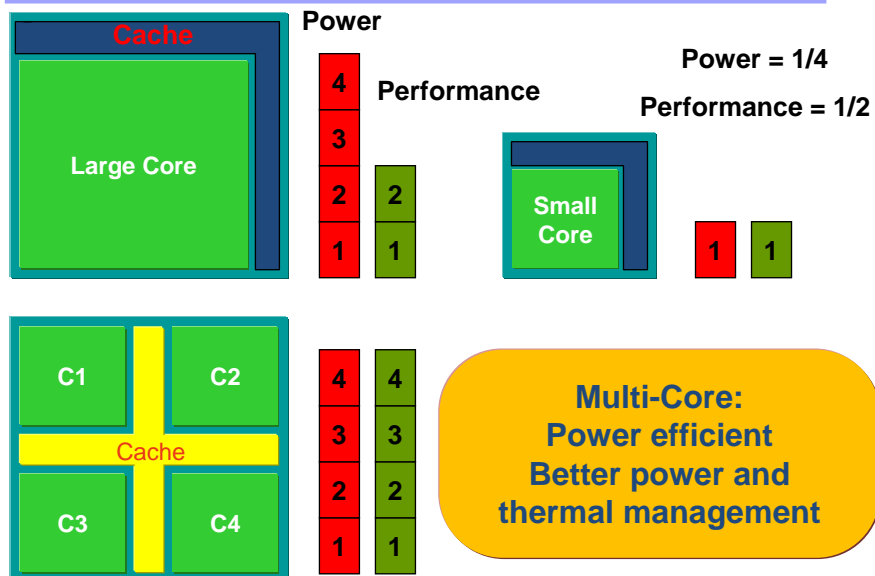 Cache
Large Core
Power
4
3
2
1
Performance
2
1
Power = 1/4
Performance = 1/2
Small
Core
1
1
C1
C2
Cache
C3
C4
4
3
2
1
4
3
2
1
Multi-Core:
Power efficient
Better power and
thermal management